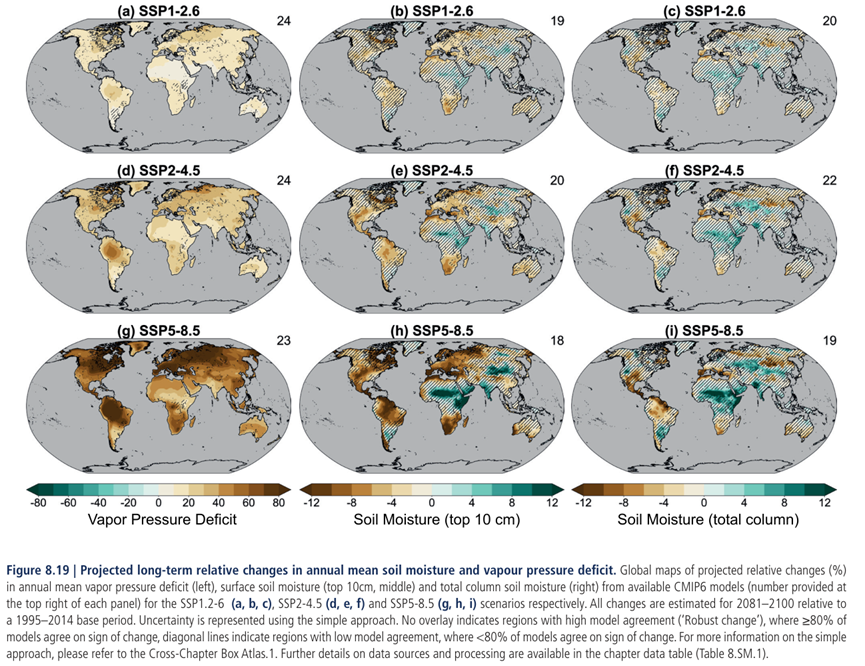 (a) SSP1-2.6 24 (b) SSP1-2.6 19 (c) SSP1-2.6 20
(d) SSP2-4.5 24 (e) SSP2-4.5 20 (f) SSP2-4.5 22
(g) SSP5-8.5 23 (h) SSP5-8.5 18 (i) SSP5-8.5 19
-80 -60 -40 -20 0 20 40 60 80 -12 -8 -4 0 4 8 12 -12 -8 -4 0 4 8 12
Vapor Pressure Deficit Soil Moisture (top 10 cm) Soil Moisture (total column)
Figure 8.19 | Projected long-term relative changes in annual mean soil moisture and vapour pressure deficit. Global maps of projected relative changes (%)
in annual mean vapor pressure deficit (left), surface soil moisture (top 10cm, middle) and total column soil moisture (right) from available CMIP6 models (number provided at
the top right of each panel) for the SSP1.2-6 (a, b, c), SSP2-4.5 (d, e, f) and SSP5-8.5 (g, h, i) scenarios respectively. All changes are estimated for 2081–2100 relative to
a 1995–2014 base period. Uncertainty is represented using the simple approach. No overlay indicates regions with high model agreement (‘Robust change’), where ≥80% of
models agree on sign of change, diagonal lines indicate regions with low model agreement, where <80% of models agree on sign of change. For more information on the simple
approach, please refer to the Cross-Chapter Box Atlas.1. Further details on data sources and processing are available in the chapter data table (Table 8.SM.1).